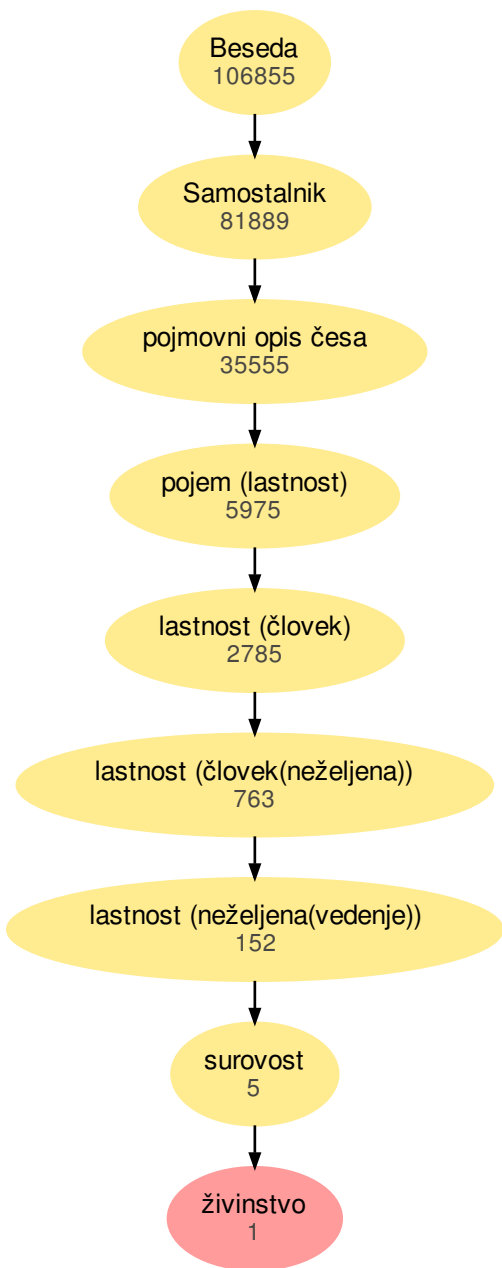 Beseda
106855
Samostalnik
81889
pojmovni opis česa
35555
pojem (lastnost)
5975
lastnost (človek)
2785
lastnost (človek(neželjena))
763
lastnost (neželjena(vedenje))
152
surovost
5
živinstvo
1